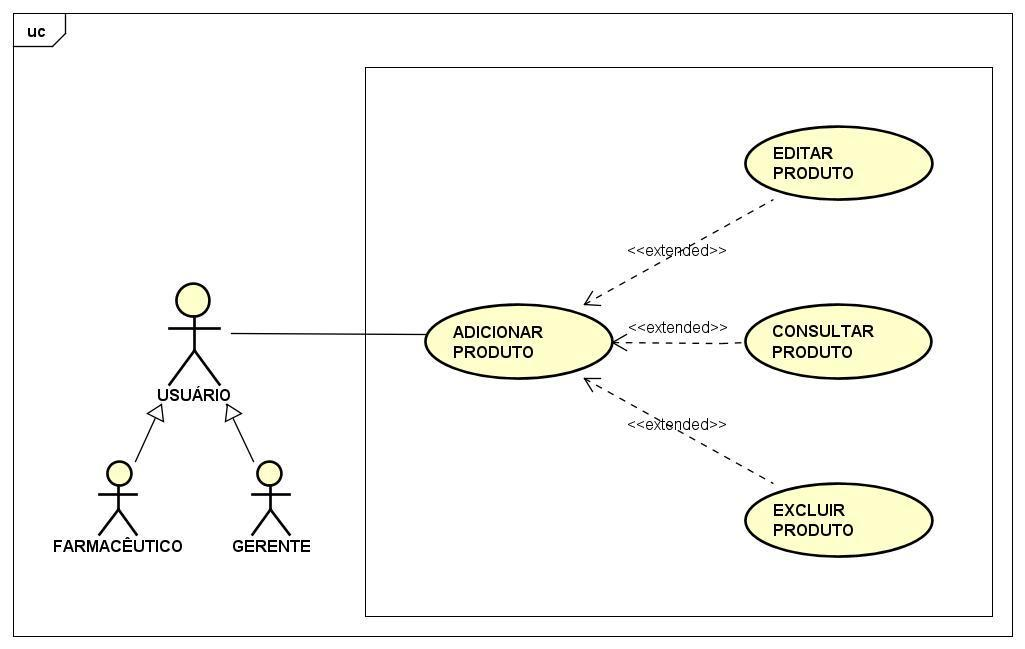 uc
EDITAR
PRODUTO
<<extended>>
ADICIONAR
PRODUTO
<<extended>>
CONSULTAR
PRODUTO
USUÁRIO
<<extended>>
EXCLUIR
PRODUTO
FARMACÊUTICO
GERENTE